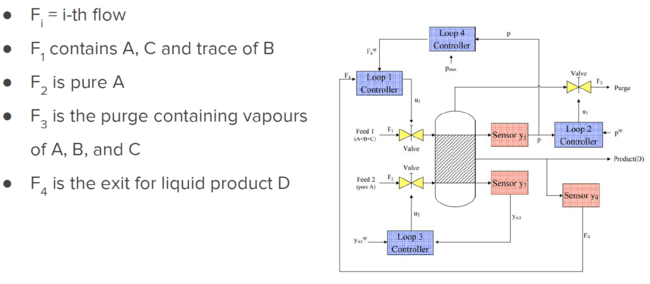 ● Fᵢ = i-th flow
● F₁ contains A, C and trace of B
● F₂ is pure A
● F₃ is the purge containing vapours
of A, B, and C
● F₄ is the exit for liquid product D
Loop 4
Controller
P
F₄ˢᵖ
Pmax
F₄
Loop 1
Controller
Valve
F₃
Purge
u₁
u₃
Feed 1
(A+B+C)
F₁
Valve
Sensor y₅
P
Loop 2
Controller
Pˢᵖ
Product(D)
Feed 2
(pure A)
F₂
Valve
Sensor y₇
Sensor y₄
u₂
yA3
F₄
yA3ˢᵖ
Loop 3
Controller